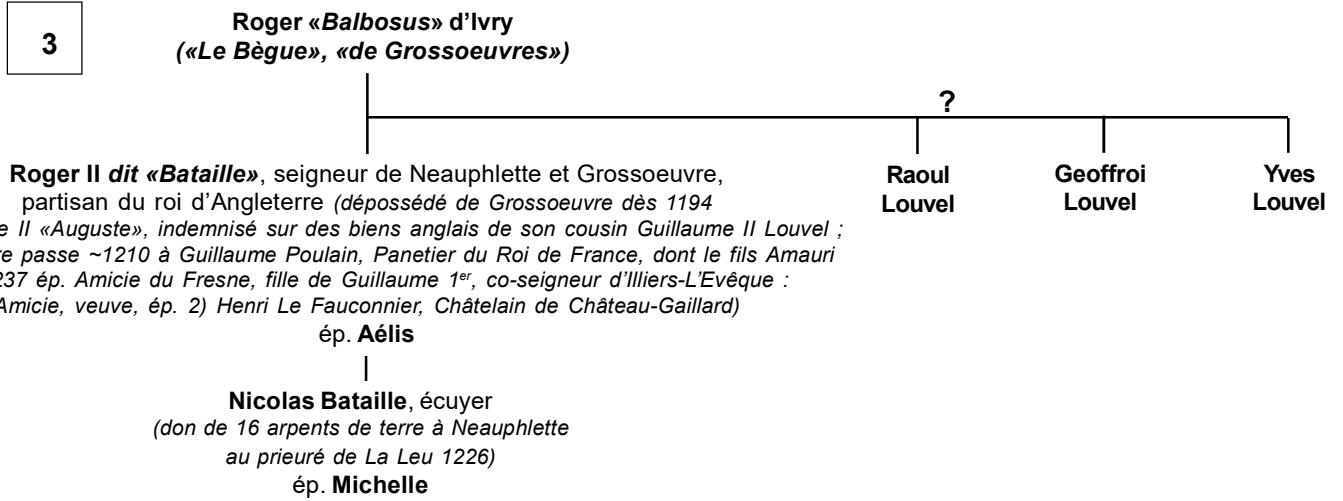 3
Roger «Balbosus» d'Ivry
(«Le Bègue», «de Grossoeuvres»)
?
Roger II dit «Bataille», seigneur de Neauphlette et Grossoeuvre,
partisan du roi d'Angleterre (dépossédé de Grossoeuvre dès 1194
II «Auguste», indemnisé sur des biens anglais de son cousin Guillaume II Louvel ;
passe ~1210 à Guillaume Poulain, Panetier du Roi de France, dont le fils Amauri
ép. Amicie du Fresne, fille de Guillaume 1er, co-seigneur d'Illiers-L'Evêque :
Amicie, veuve, ép. 2) Henri Le Fauconnier, Châtelain de Château-Gaillard)
ép. Aélis
Raoul
Louvel
Geoffroi
Louvel
Yves
Louvel
Nicolas Bataille, écuyer
(don de 16 arpents de terre à Neauphlette
au prieuré de La Leu 1226)
ép. Michelle